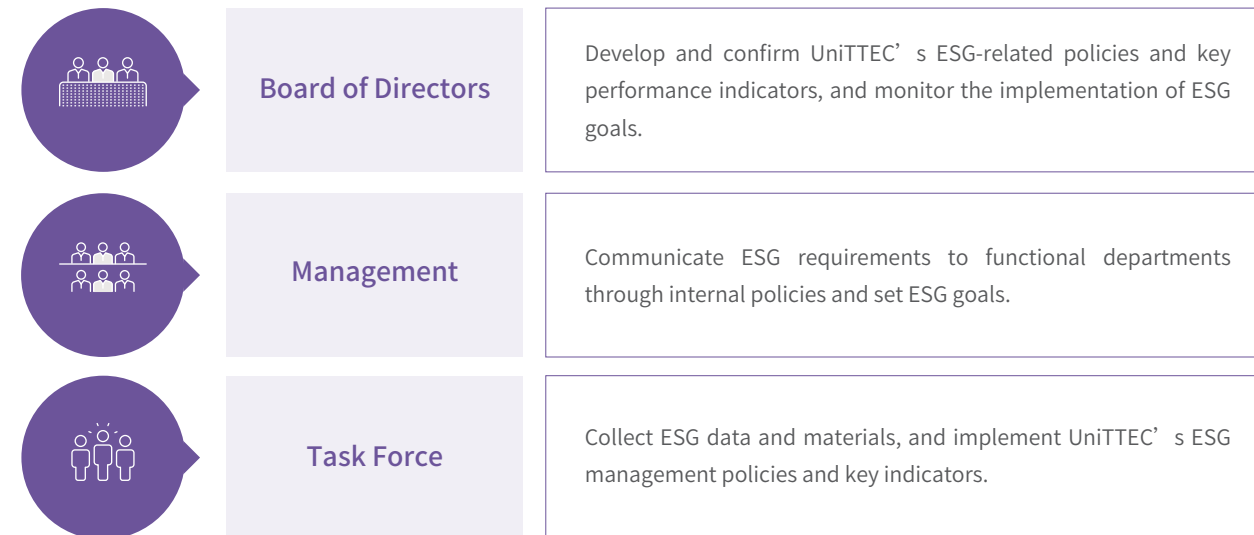 Board of Directors
Develop and confirm UniTTEC’s ESG-related policies and key
performance indicators, and monitor the implementation of ESG
goals.
Management
Communicate ESG requirements to functional departments
through internal policies and set ESG goals.
Task Force
Collect ESG data and materials, and implement UniTTEC’s ESG
management policies and key indicators.